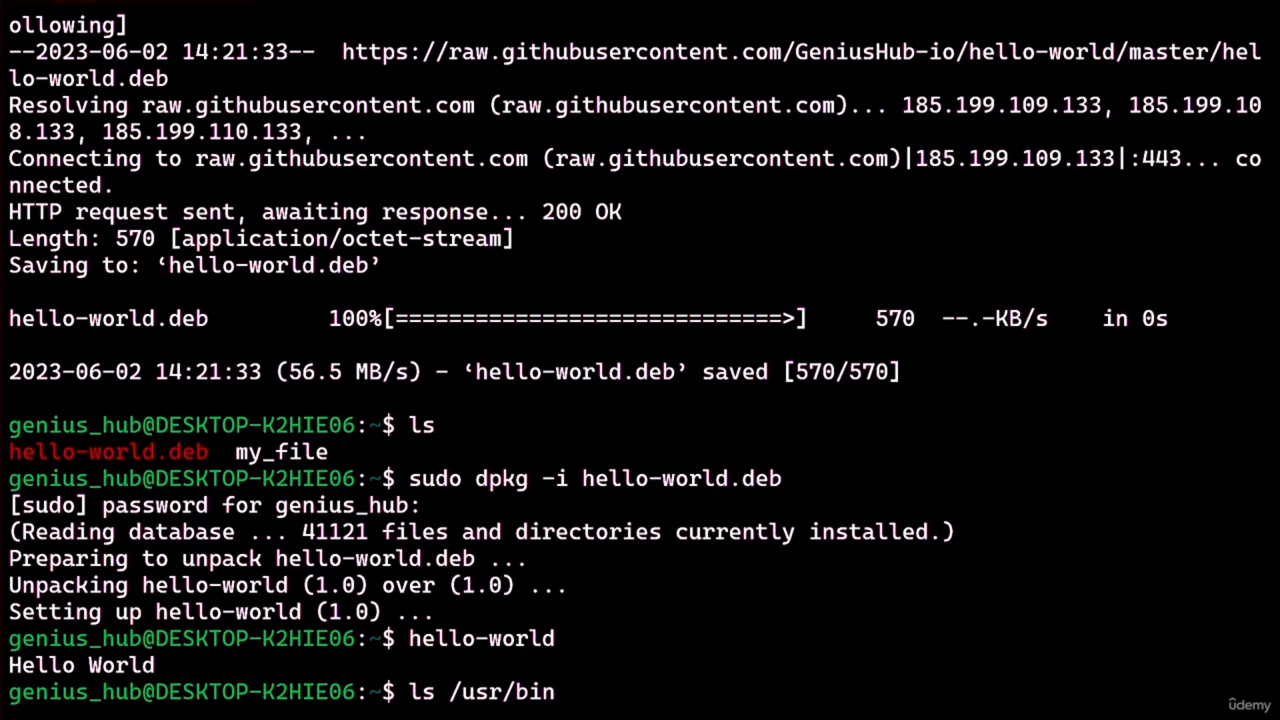 ollowing]
--2023-06-02 14:21:33--  https://raw.githubusercontent.com/GeniusHub-io/hello-world/master/hel
lo-world.deb
Resolving raw.githubusercontent.com (raw.githubusercontent.com)... 185.199.109.133, 185.199.10
8.133, 185.199.110.133, ...
Connecting to raw.githubusercontent.com (raw.githubusercontent.com)|185.199.109.133|:443... co
nnected.
HTTP request sent, awaiting response... 200 OK
Length: 570 [application/octet-stream]
Saving to: ‘hello-world.deb’
hello-world.deb         100%[=============================>]     570  --.-KB/s    in 0s
2023-06-02 14:21:33 (56.5 MB/s) - ‘hello-world.deb’ saved [570/570]
genius_hub@DESKTOP-K2HIE06:~$ ls
hello-world.deb  my_file
genius_hub@DESKTOP-K2HIE06:~$ sudo dpkg -i hello-world.deb
[sudo] password for genius_hub:
(Reading database ... 41121 files and directories currently installed.)
Preparing to unpack hello-world.deb ...
Unpacking hello-world (1.0) over (1.0) ...
Setting up hello-world (1.0) ...
genius_hub@DESKTOP-K2HIE06:~$ hello-world
Hello World
genius_hub@DESKTOP-K2HIE06:~$ ls /usr/bin
ûdemy